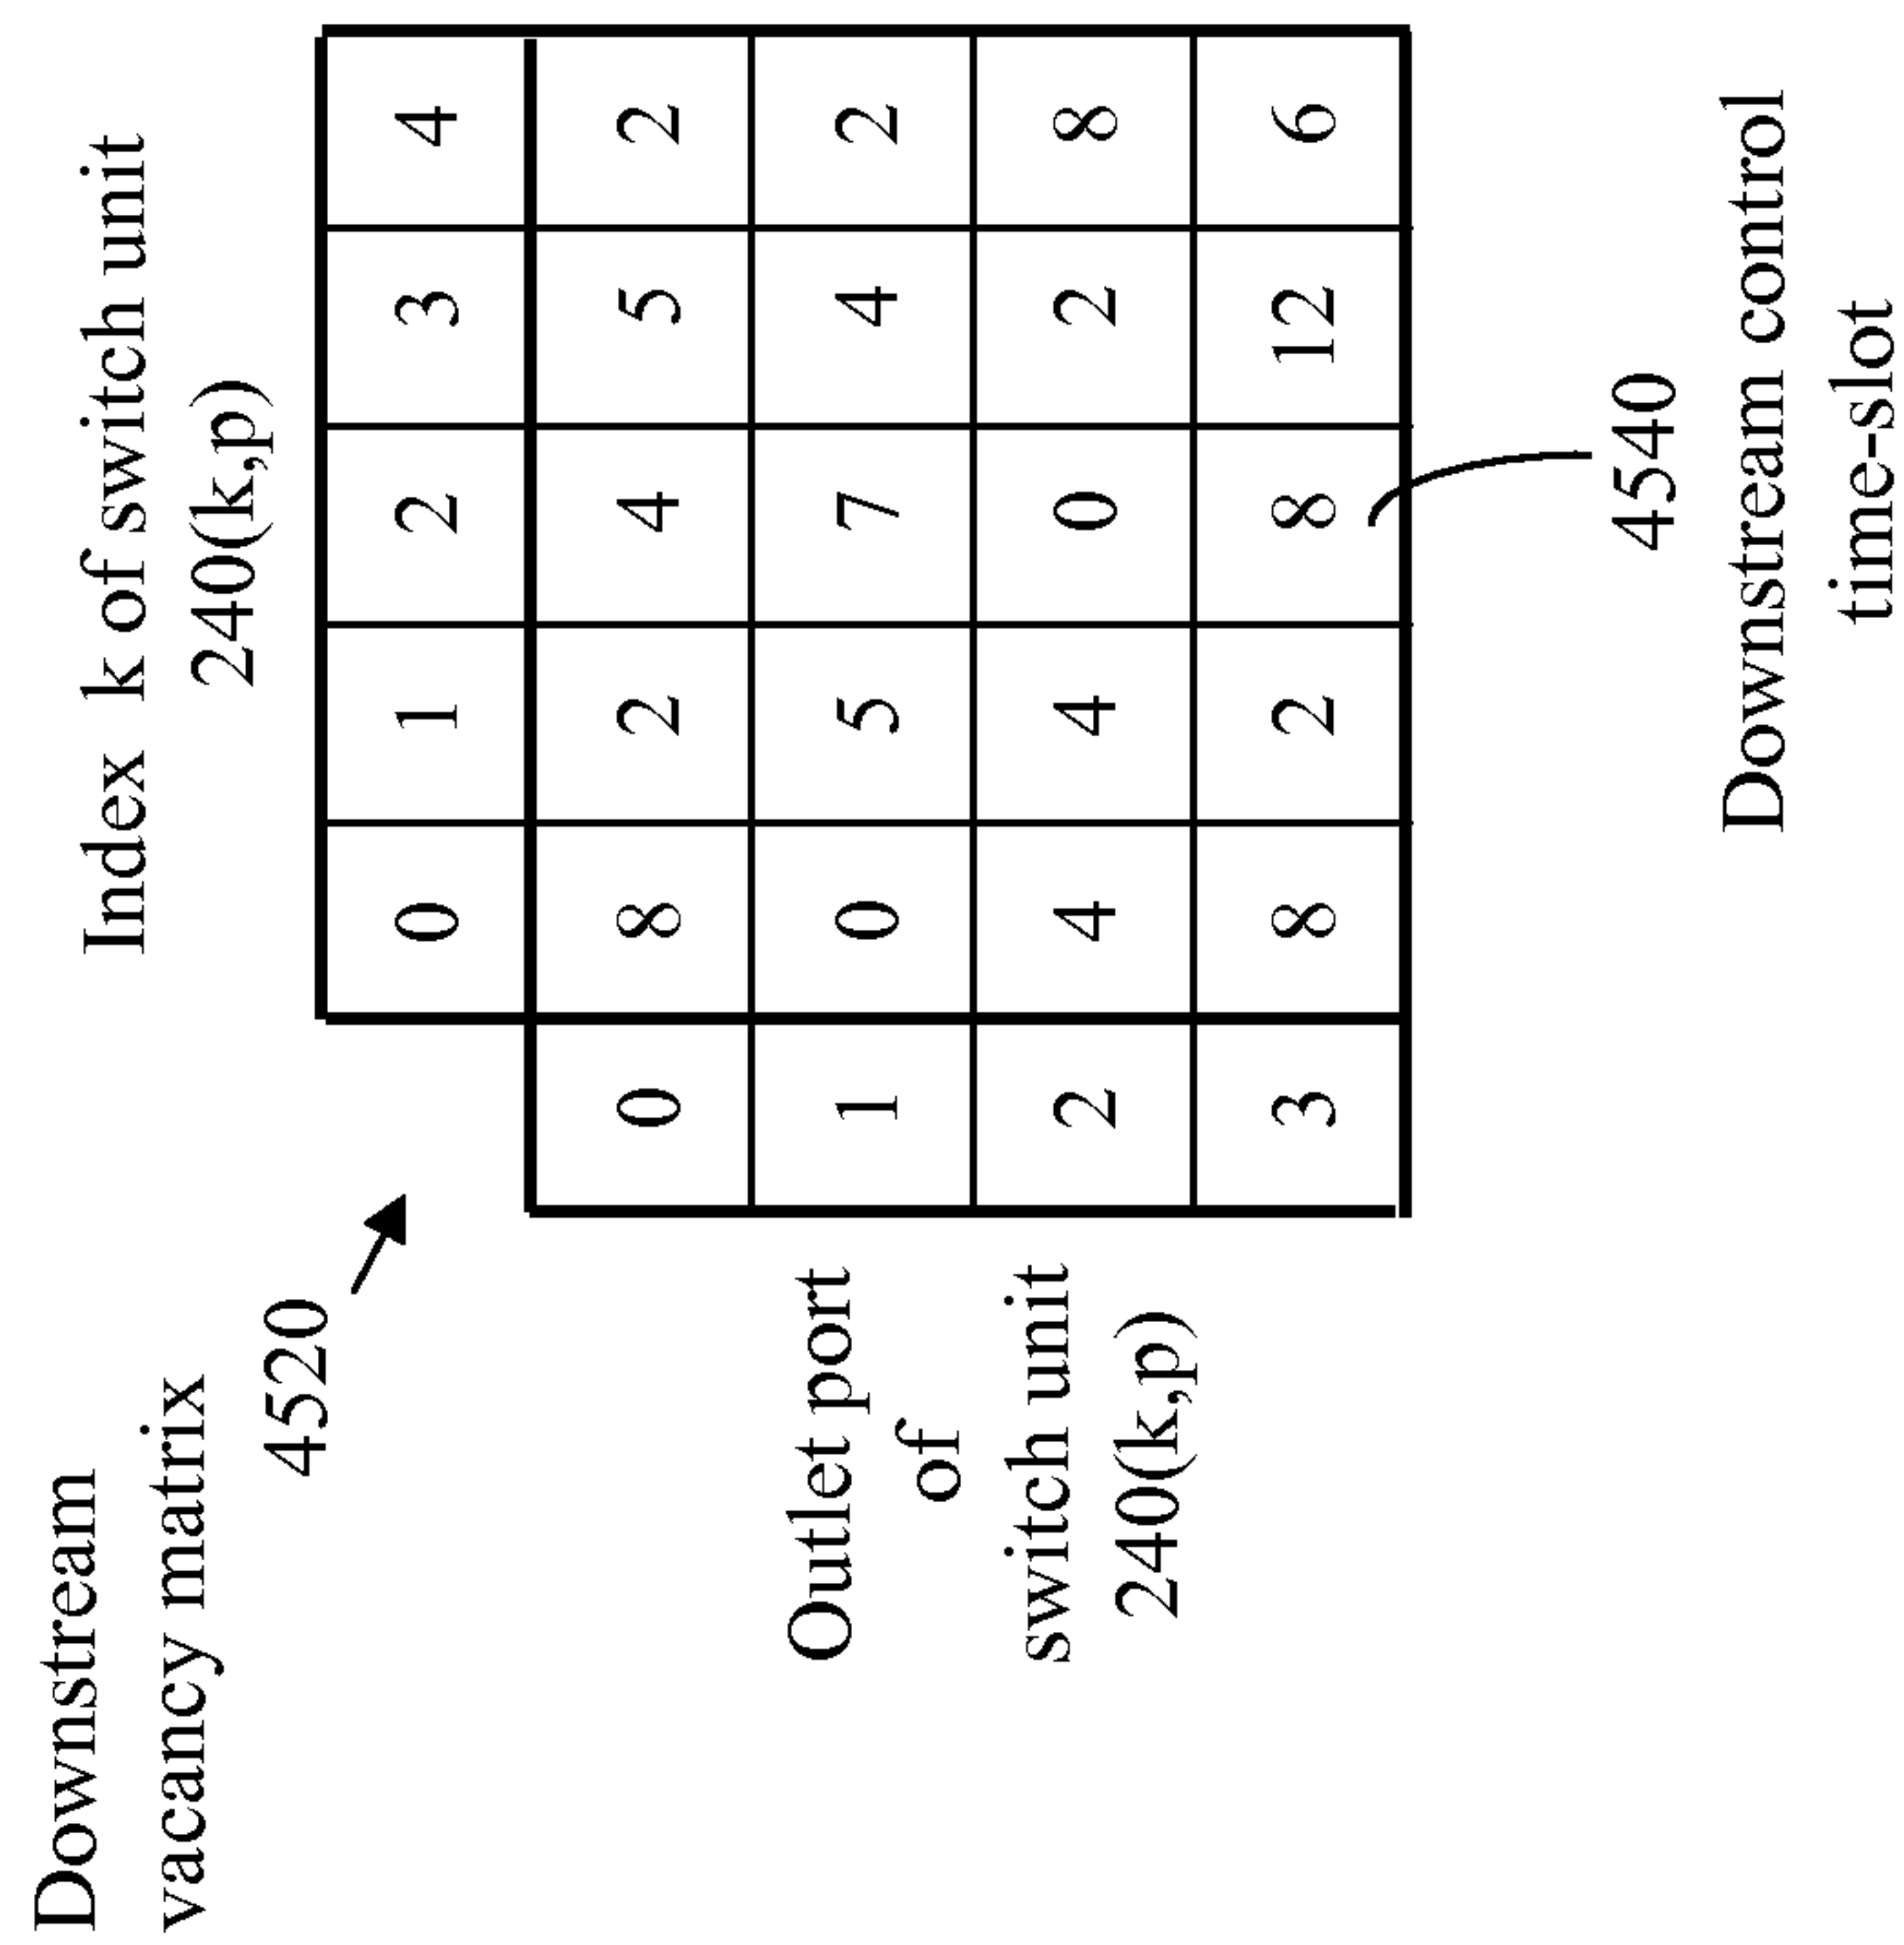 Downstream
vacancy matrix
4520
Index k of switch unit
240(k,p)
0 1 2 3 4
Outlet port
of
switch unit
240(k,p)
0 8 2 4 5 2
1 0 5 7 4 2
2 4 4 0 2 8
3 8 2 8 12 6
4540
Downstream control
time-slot